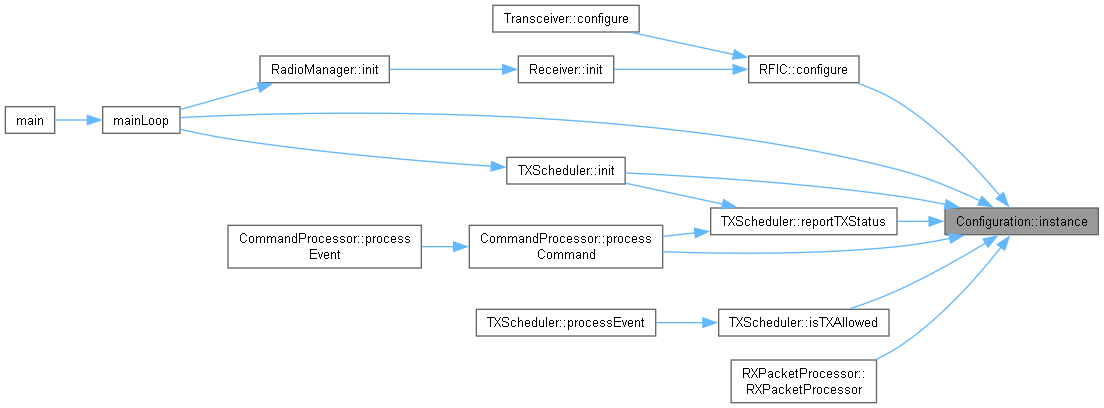 Transceiver::configure
RadioManager::init
Receiver::init
RFIC::configure
main
mainLoop
TXScheduler::init
Configuration::instance
TXScheduler::reportTXStatus
CommandProcessor::process
Event
CommandProcessor::process
Command
TXScheduler::processEvent
TXScheduler::isTXAllowed
RXPacketProcessor::
RXPacketProcessor